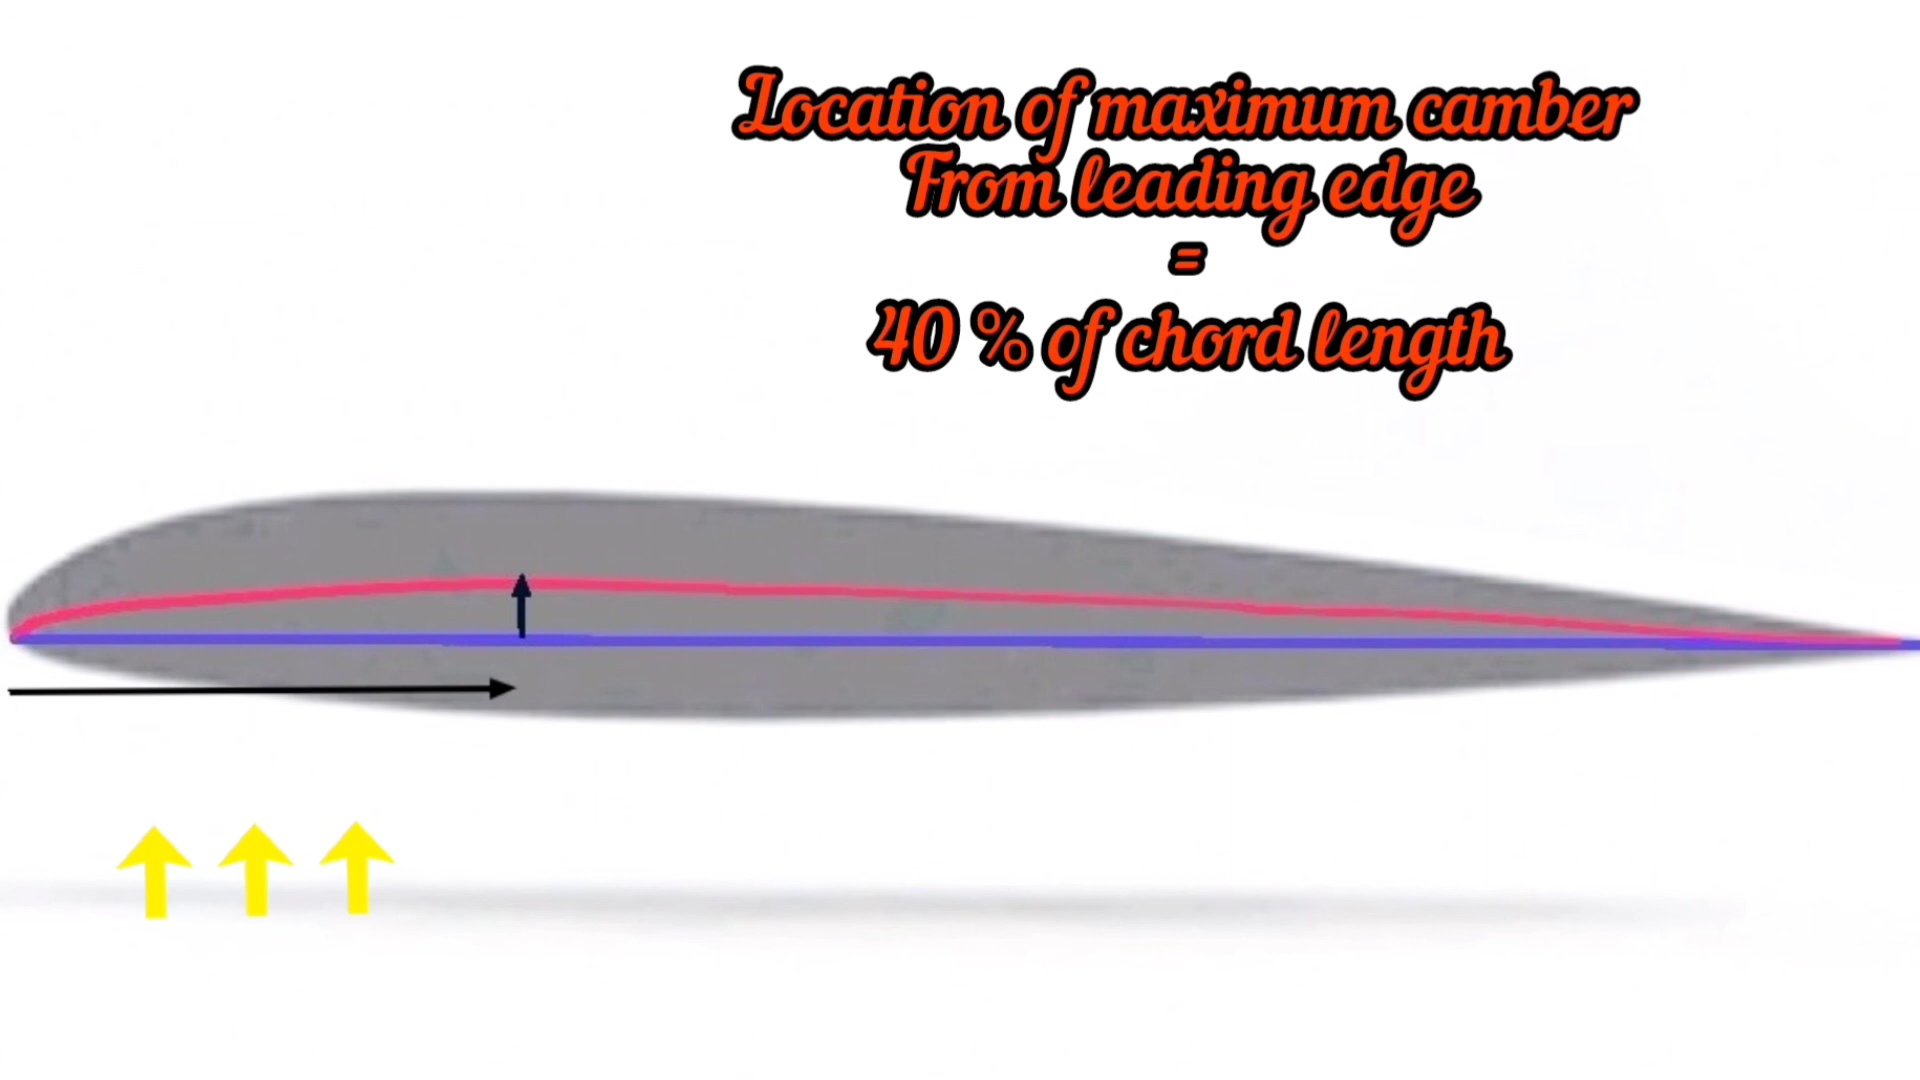 Location of maximum camber
From leading edge
=
40 % of chord length